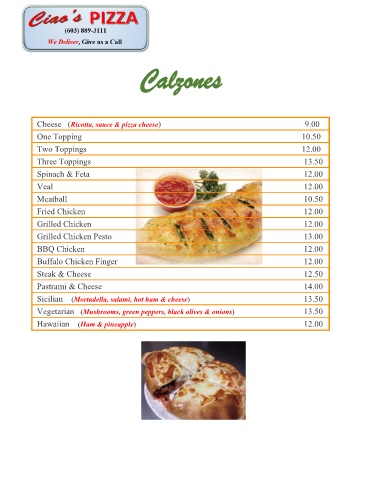 Ciao's PIZZA
(603) 889-3111
We Deliver, Give us a Call
Calzones
Cheese (Ricotta, sauce & pizza cheese) 9.00
One Topping 10.50
Two Toppings 12.00
Three Toppings 13.50
Spinach & Feta 12.00
Veal 12.00
Meatball 10.50
Fried Chicken 12.00
Grilled Chicken 12.00
Grilled Chicken Pesto 13.00
BBQ Chicken 12.00
Buffalo Chicken Finger 12.00
Steak & Cheese 12.50
Pastrami & Cheese 14.00
Sicilian (Mortadella, salami, hot ham & cheese) 13.50
Vegetarian (Mushrooms, green peppers, black olives & onions) 13.50
Hawaiian (Ham & pineapple) 12.00